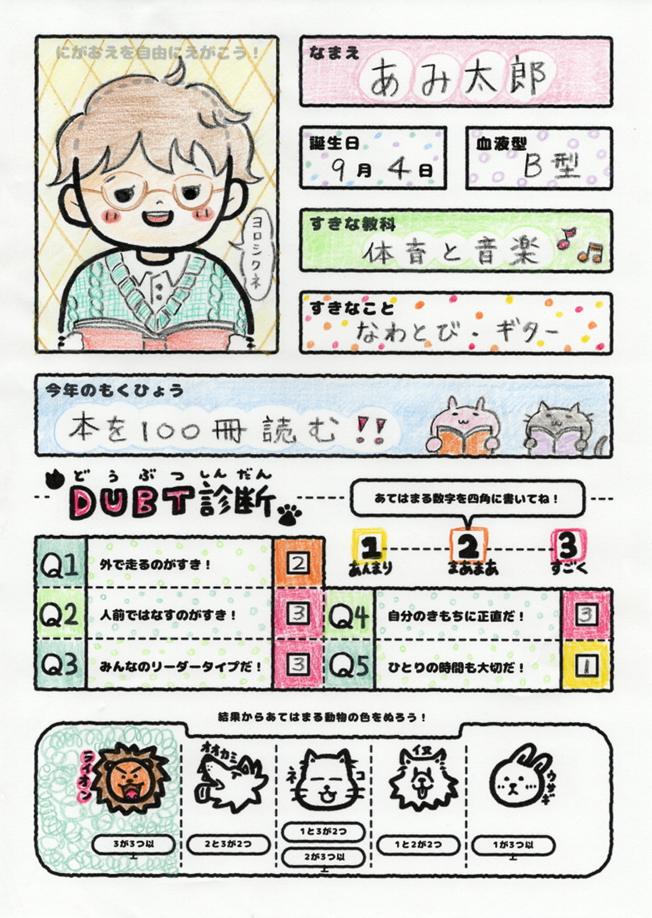 にがおえを自由にえがこう！
ヨロシクネ
なまえ
あみ太郎
誕生日
9月4日
血液型
B型
すきな教科
体育と音楽
すきなこと
なわとび・ギター
今年のもくひょう
本を100冊読む!!
どうぶつしんだん
DUBT診断
あてはまる数字を四角に書いてね！
1 2 3
あんまり まあまあ すごく
Q1 外で走るのがすき！ 2
Q2 人前ではなすのがすき！ 3
Q4 自分のきもちに正直だ！ 3
Q3 みんなのリーダータイプだ！ 3
Q5 ひとりの時間も大切だ！ 1
結果からあてはまる動物の色をぬろう！
ライオン
オオカミ
ネコ
イヌ
ウサギ
3が3つ以上
2と3が2つ
1と3が2つ
2が3つ以上
1と2が2つ
1が3つ以上